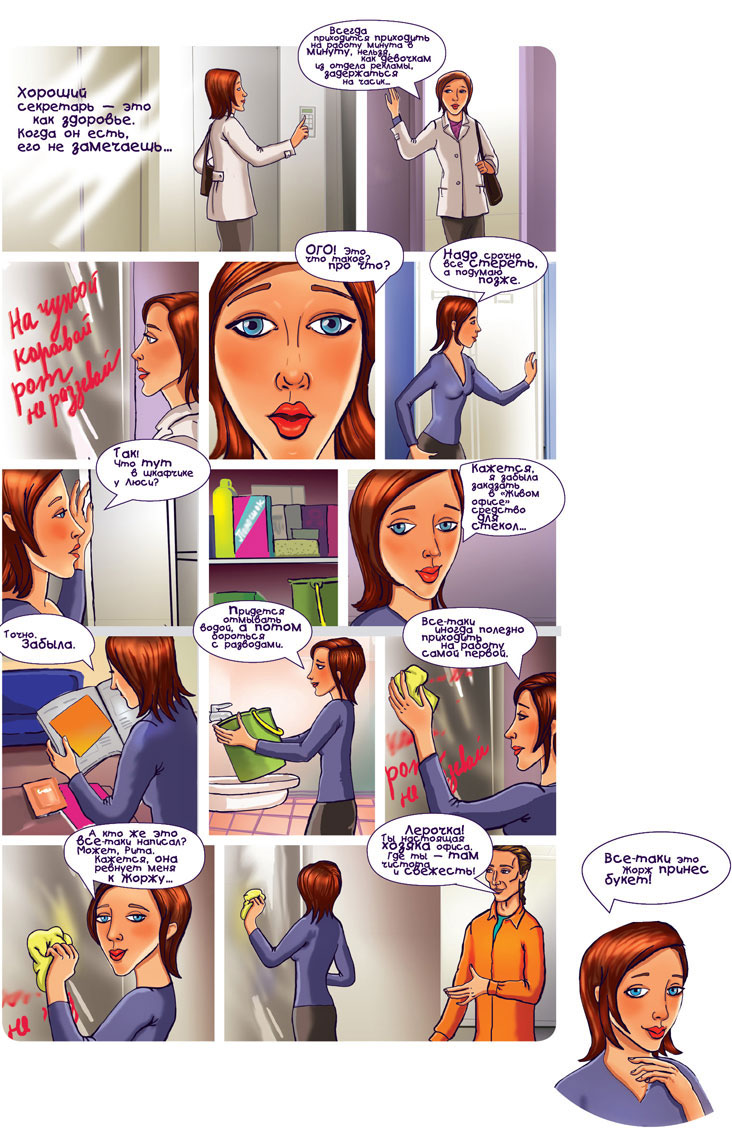 Хороший
секретарь – это
как здоровье.
Когда он есть,
его не замечаешь...
Всегда
приходится приходить
на работу минута в
минуту, нельзя,
как девочкам
из отдела рекламы,
задержаться
на часик...
На чужой
каравай
рот
не розевай
ОГО! Это
что такое?
про что?
Надо срочно
все стереть,
а подумаю
позже.
Так!
Что тут
в шкафчике
у Люси?
Кажется,
я забыла
заказать
в «Живом
офисе»
средство
для
стекол...
Точно.
Забыла.
Придется
отмывать
водой, а потом
бороться
с разводами.
Все-таки
иногда полезно
приходить
на работу
самой первой.
рот розевай
не
А кто же это
все-таки написал?
Может, Рита.
Кажется, она
ревнует меня
к Жоржу...
не
Лерочка!
Ты настоящая
хозяка офиса.
Где ты – там
чистота
и свежесть!
Все-таки это
Жорж принес
букет!